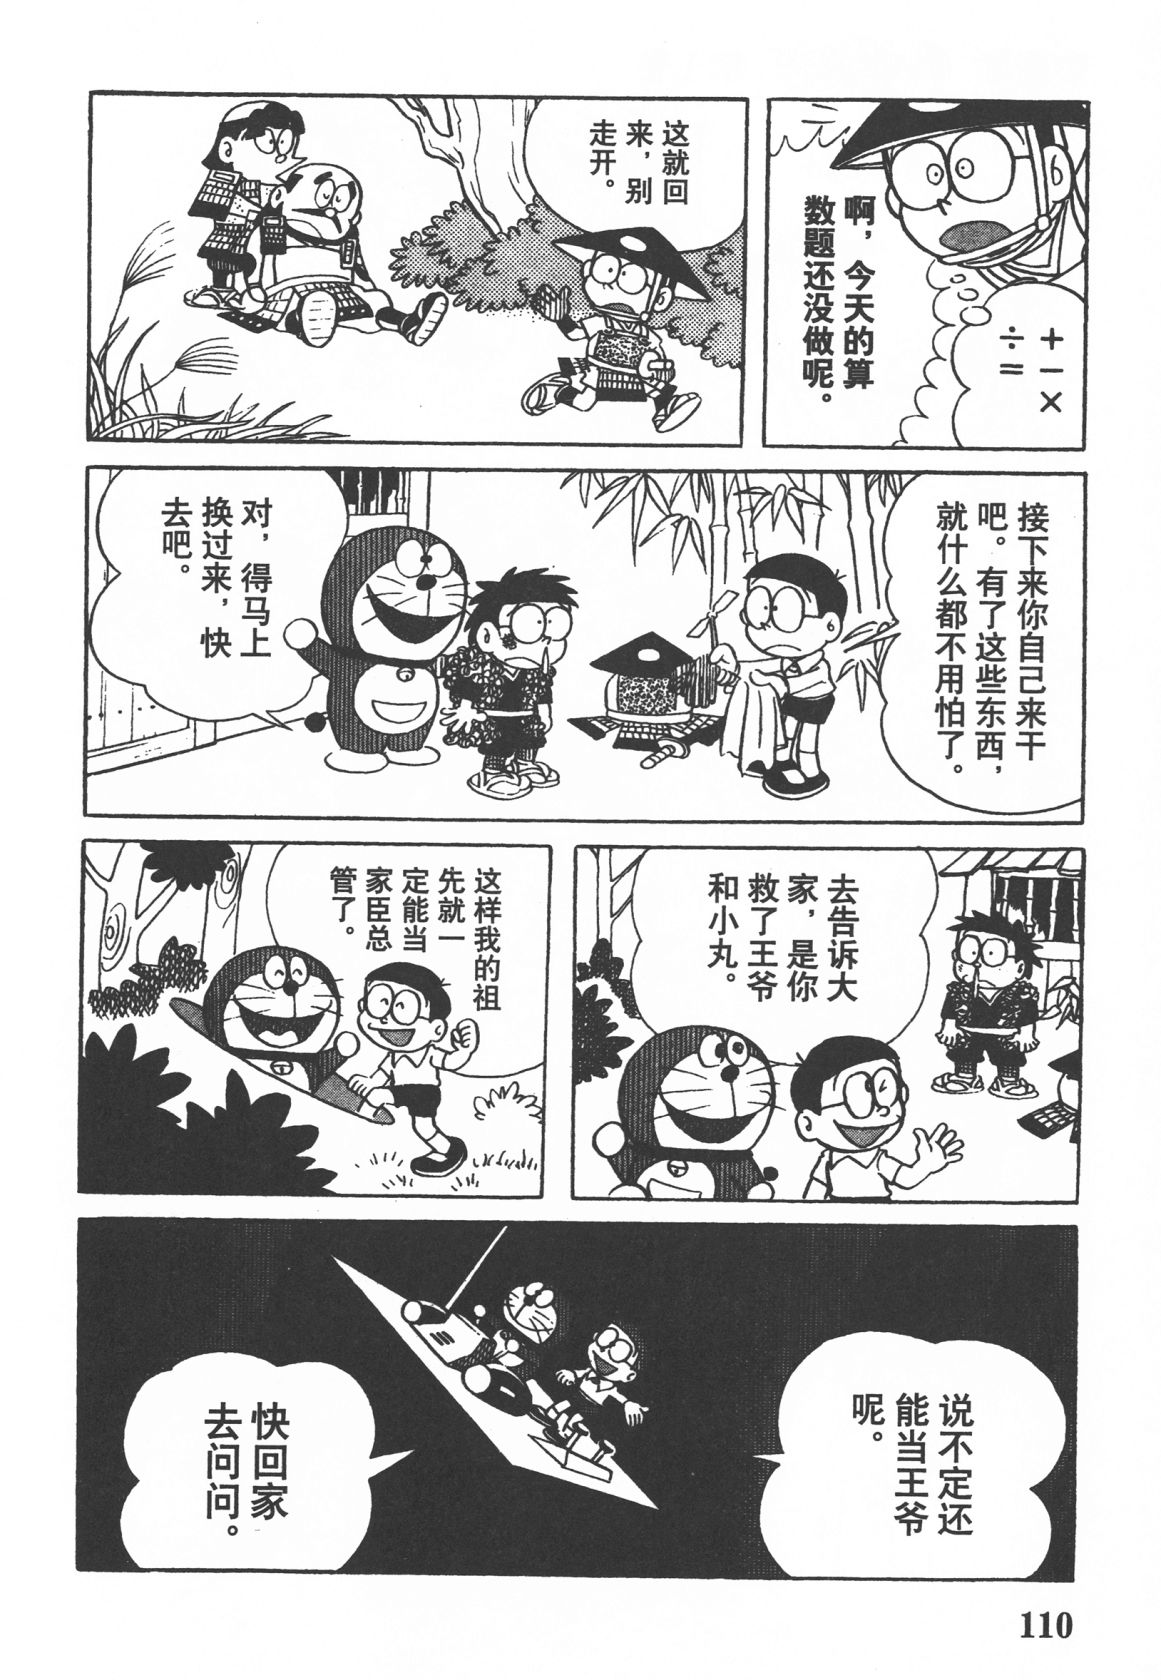 啊，今天的算
数题还没做呢。
+－×
÷=
这就回
来，别
走开。
接下来你自己来干
吧。有了这些东西，
就什么都不用怕了。
对，得马上
换过来，快
去吧。
去告诉大
家，是你
救了王爷
和小丸。
这样我的祖
先就一
定能当
家臣总
管了。
说不定还
能当王爷
呢。
快回家
去问问。
110